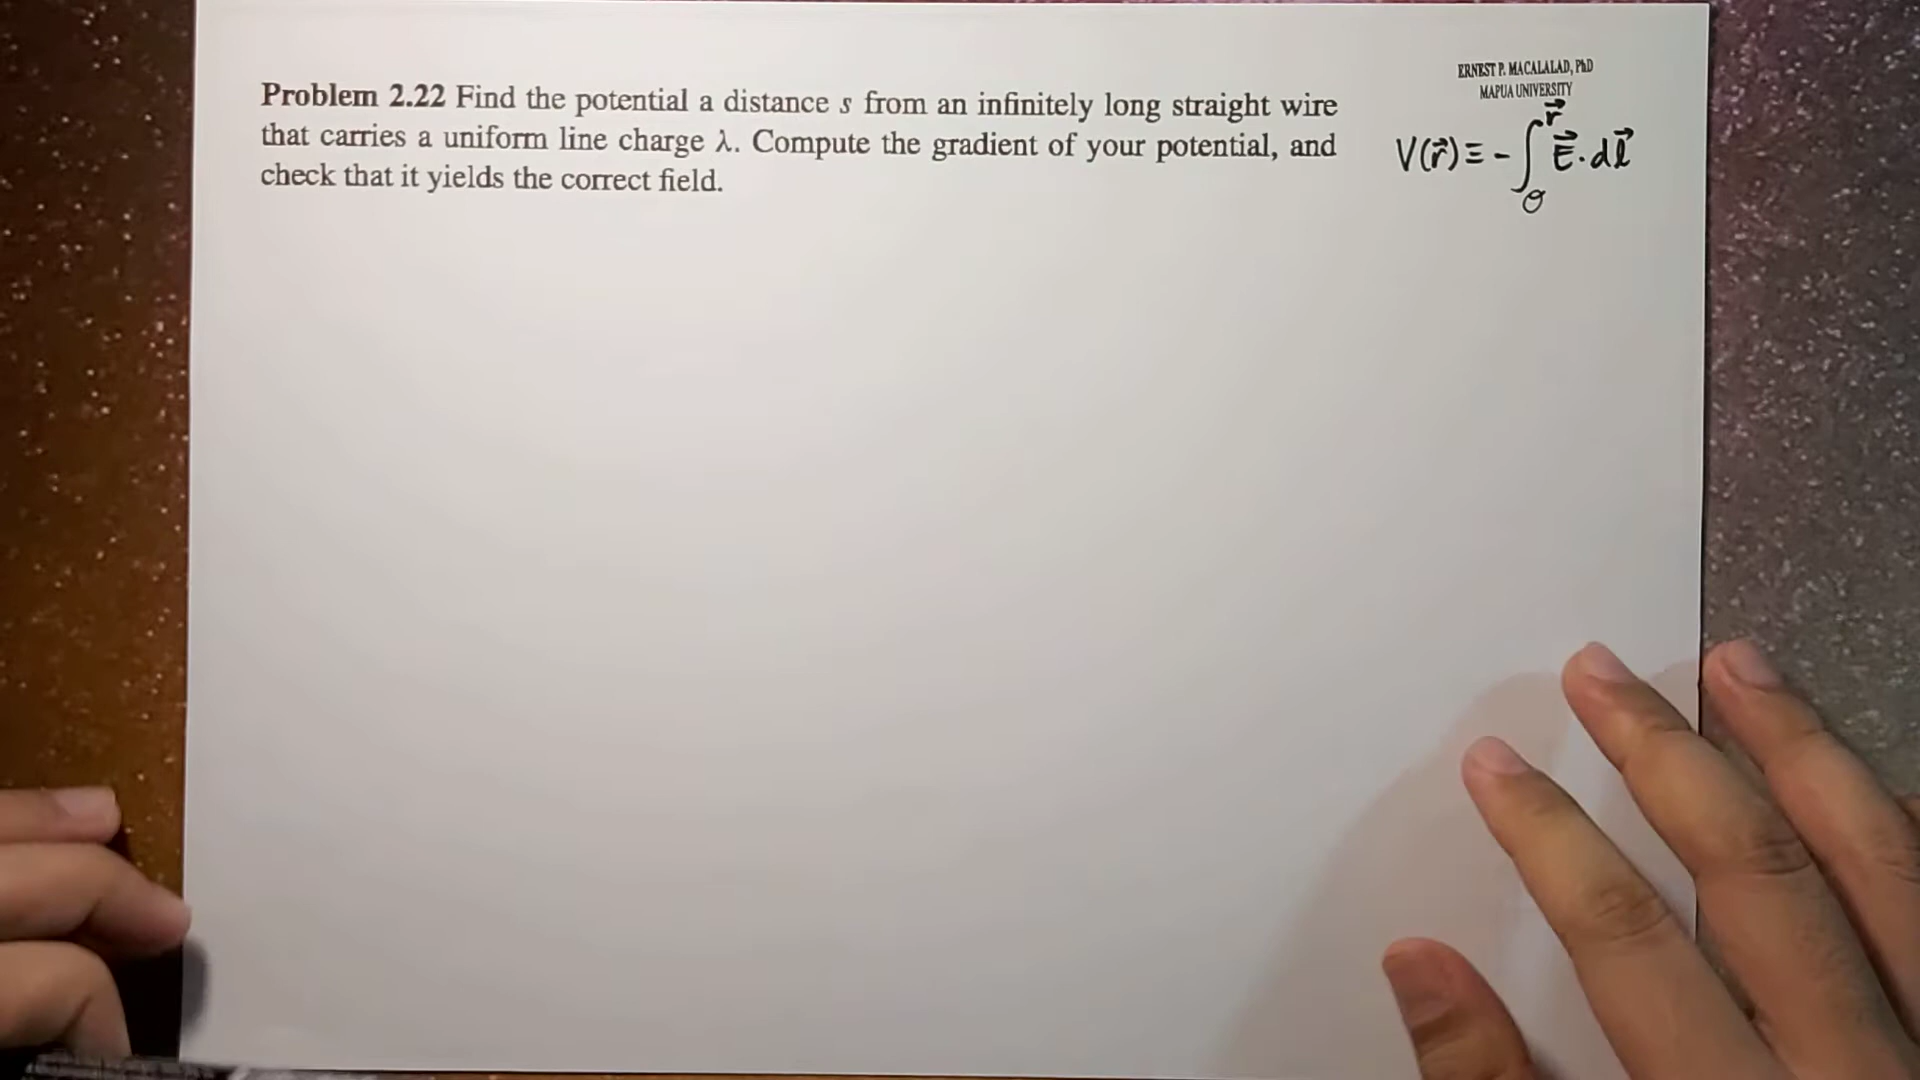 Problem 2.22 Find the potential a distance s from an infinitely long straight wire
that carries a uniform line charge λ. Compute the gradient of your potential, and
check that it yields the correct field.
ERNEST P. MACALALAD, PhD
MAPUA UNIVERSITY
V(r⃗) ≡ -∫_𝒪^r⃗ E⃗·dl⃗